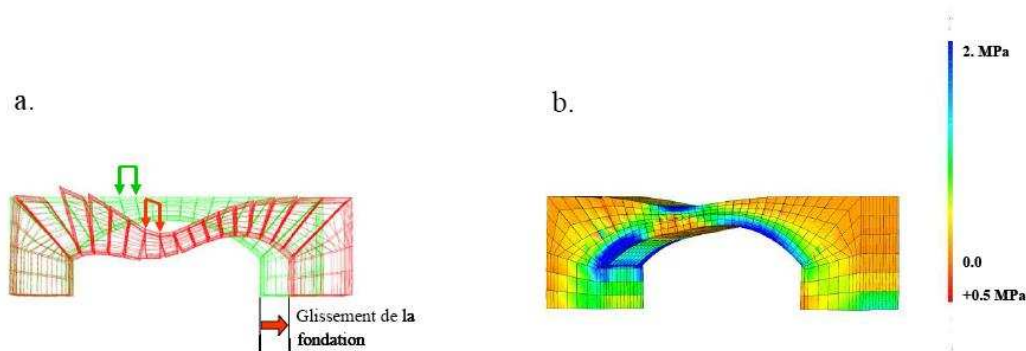 a.
Glissement de la
fondation
b.
2. MPa
0.0
+0.5 MPa